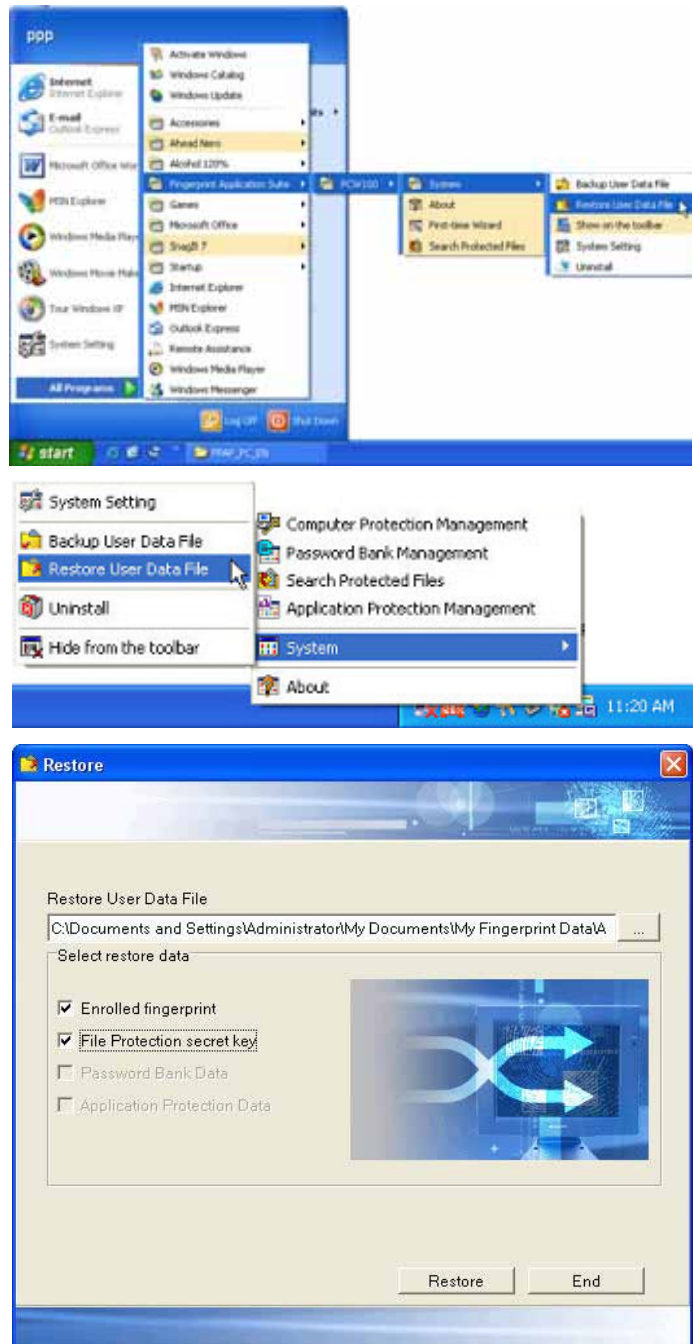 ppp
Internet
Internet Explorer
E-mail
Outlook Express
Microsoft Office Wor
MSN Explorer
Windows Media Play
Windows Movie Make
Tour Windows XP
System Setting
All Programs
Activate Windows
Windows Catalog
Windows Update
Accessories
Ahead Nero
Alcohol 120%
Fingerprint Application Suite
Games
Microsoft Office
SnagIt 7
Startup
Internet Explorer
MSN Explorer
Outlook Express
Remote Assistance
Windows Media Player
Windows Messenger
System
About
First-time Wizard
Search Protected Files
Backup User Data File
Restore User Data File
Show on the toolbar
System Setting
Uninstall
Log Off
Shut Down
start
System Setting
Backup User Data File
Restore User Data File
Uninstall
Hide from the toolbar
Computer Protection Management
Password Bank Management
Search Protected Files
Application Protection Management
System
About
11:20 AM
Restore
Restore User Data File
C:\Documents and Settings\Administrator\My Documents\My Fingerprint Data\A
...
Select restore data
Enrolled fingerprint
File Protection secret key
Password Bank Data
Application Protection Data
Restore
End